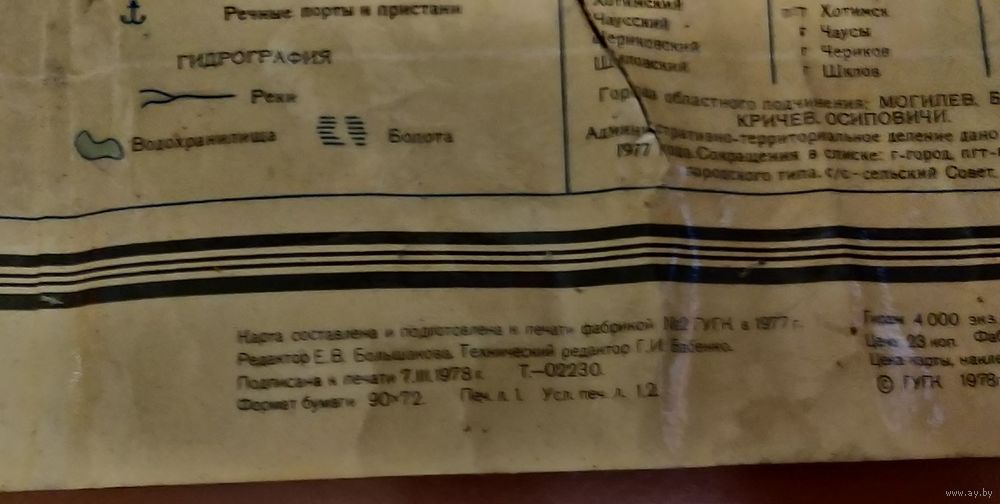 Речные порты и пристани
ГИДРОГРАФИЯ
Реки
Водохранилища
Болота
Хотимский
Чаусский
Чериковский
Шкловский
г Хотимск
г Чаусы
г Чериков
г Шклов
Города областного подчинения: МОГИЛЕВ, Б
КРИЧЕВ, ОСИПОВИЧИ.
Административно-территориальное деление дано
1977 года. Сокращения в списке: г-город, пгт-
городского типа, с/с-сельский Совет.
Карта составлена и подготовлена к печати фабрикой №2 ГУГК в 1977 г.
Редактор Е.В. Большакова. Технический редактор Г.И.
Подписана к печати 7.III.1978 г. Т.-02230.
Формат бумаги 90×72. Печ. л. 1. Усл. печ. л. 1.2
Тираж 4 000 экз.
Цена 23 коп. Фаб
Цена карты, накле
© ГУГК 1978г
www.ay.by